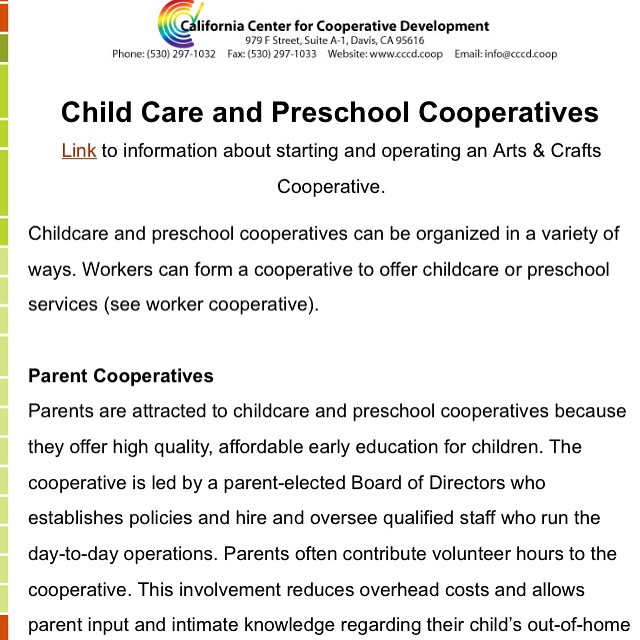 California Center for Cooperative Development
979 F Street, Suite A-1, Davis, CA 95616
Phone: (530) 297-1032 Fax: (530) 297-1033 Website: www.cccd.coop Email: info@cccd.coop
Child Care and Preschool Cooperatives
Link to information about starting and operating an Arts & Crafts
Cooperative.
Childcare and preschool cooperatives can be organized in a variety of
ways. Workers can form a cooperative to offer childcare or preschool
services (see worker cooperative).
Parent Cooperatives
Parents are attracted to childcare and preschool cooperatives because
they offer high quality, affordable early education for children. The
cooperative is led by a parent-elected Board of Directors who
establishes policies and hire and oversee qualified staff who run the
day-to-day operations. Parents often contribute volunteer hours to the
cooperative. This involvement reduces overhead costs and allows
parent input and intimate knowledge regarding their child's out-of-home